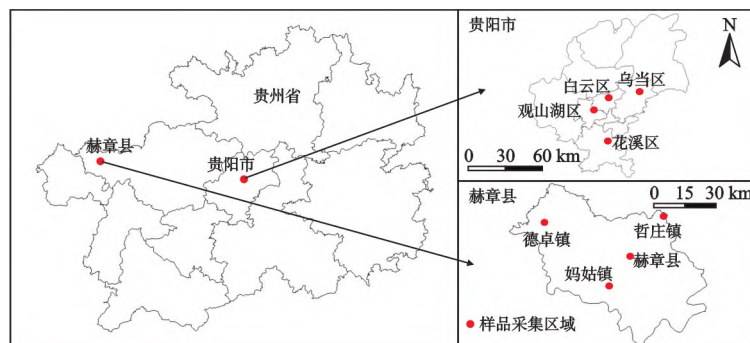 贵州省
赫章县
贵阳市
贵阳市
N
乌当区
白云区
观山湖区
花溪区
0 30 60 km
赫章县
0 15 30 km
哲庄镇
德卓镇
赫章县
妈姑镇
样品采集区域